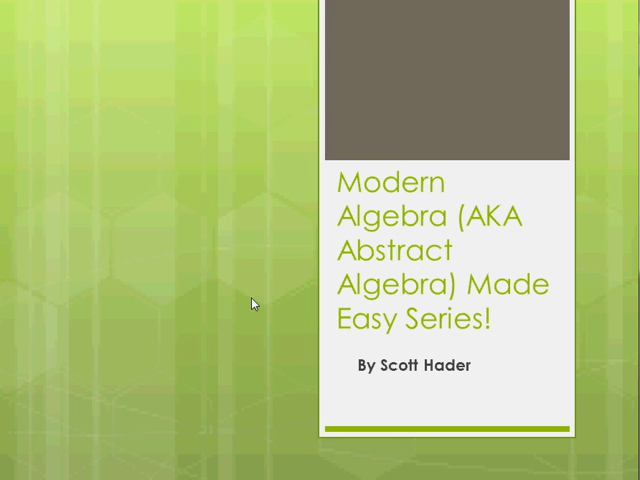 Modern
Algebra (AKA
Abstract
Algebra) Made
Easy Series!
By Scott Hader